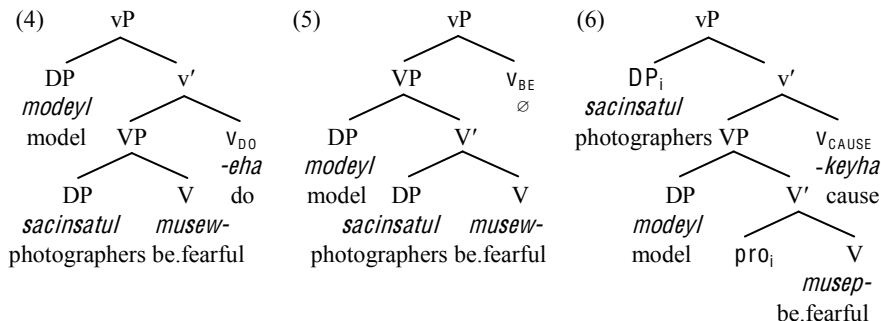 (4) vP (5) vP (6) vP
DP v′ VP v_BE DP_i v′
modeyl ∅ sacinsatul
model VP v_DO DP V′ photographers VP v_CAUSE
-eha modeyl -keyha
DP V do model DP V DP V′ cause
sacinsatul musew- sacinsatul musew- modeyl
photographers be.fearful photographers be.fearful model pro_i V
musep-
be.fearful